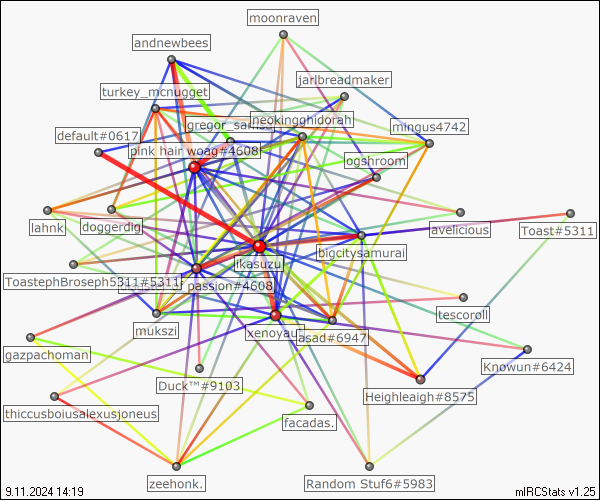 moonraven
andnewbees
jarlbreadmaker
turkey_mcnugget
neokingghidorah
mingus4742
default#0617
pink hair woag#4608
ogshroom
lahnk
doggerdig
avelicious
Toast#5311
bigcitysamurai
ikasuzu
ToastephBroseph5311#5311
passion#4608
tescoroll
mukszi
xenoyau
asad#6947
gazpachoman
Knowun#6424
Duck™#9103
Heighleigh#8575
thiccusboiusalexusjoneus
facadas.
zeehonk.
Random Stuf6#5983
9.11.2024 14:19
mIRCStats v1.25